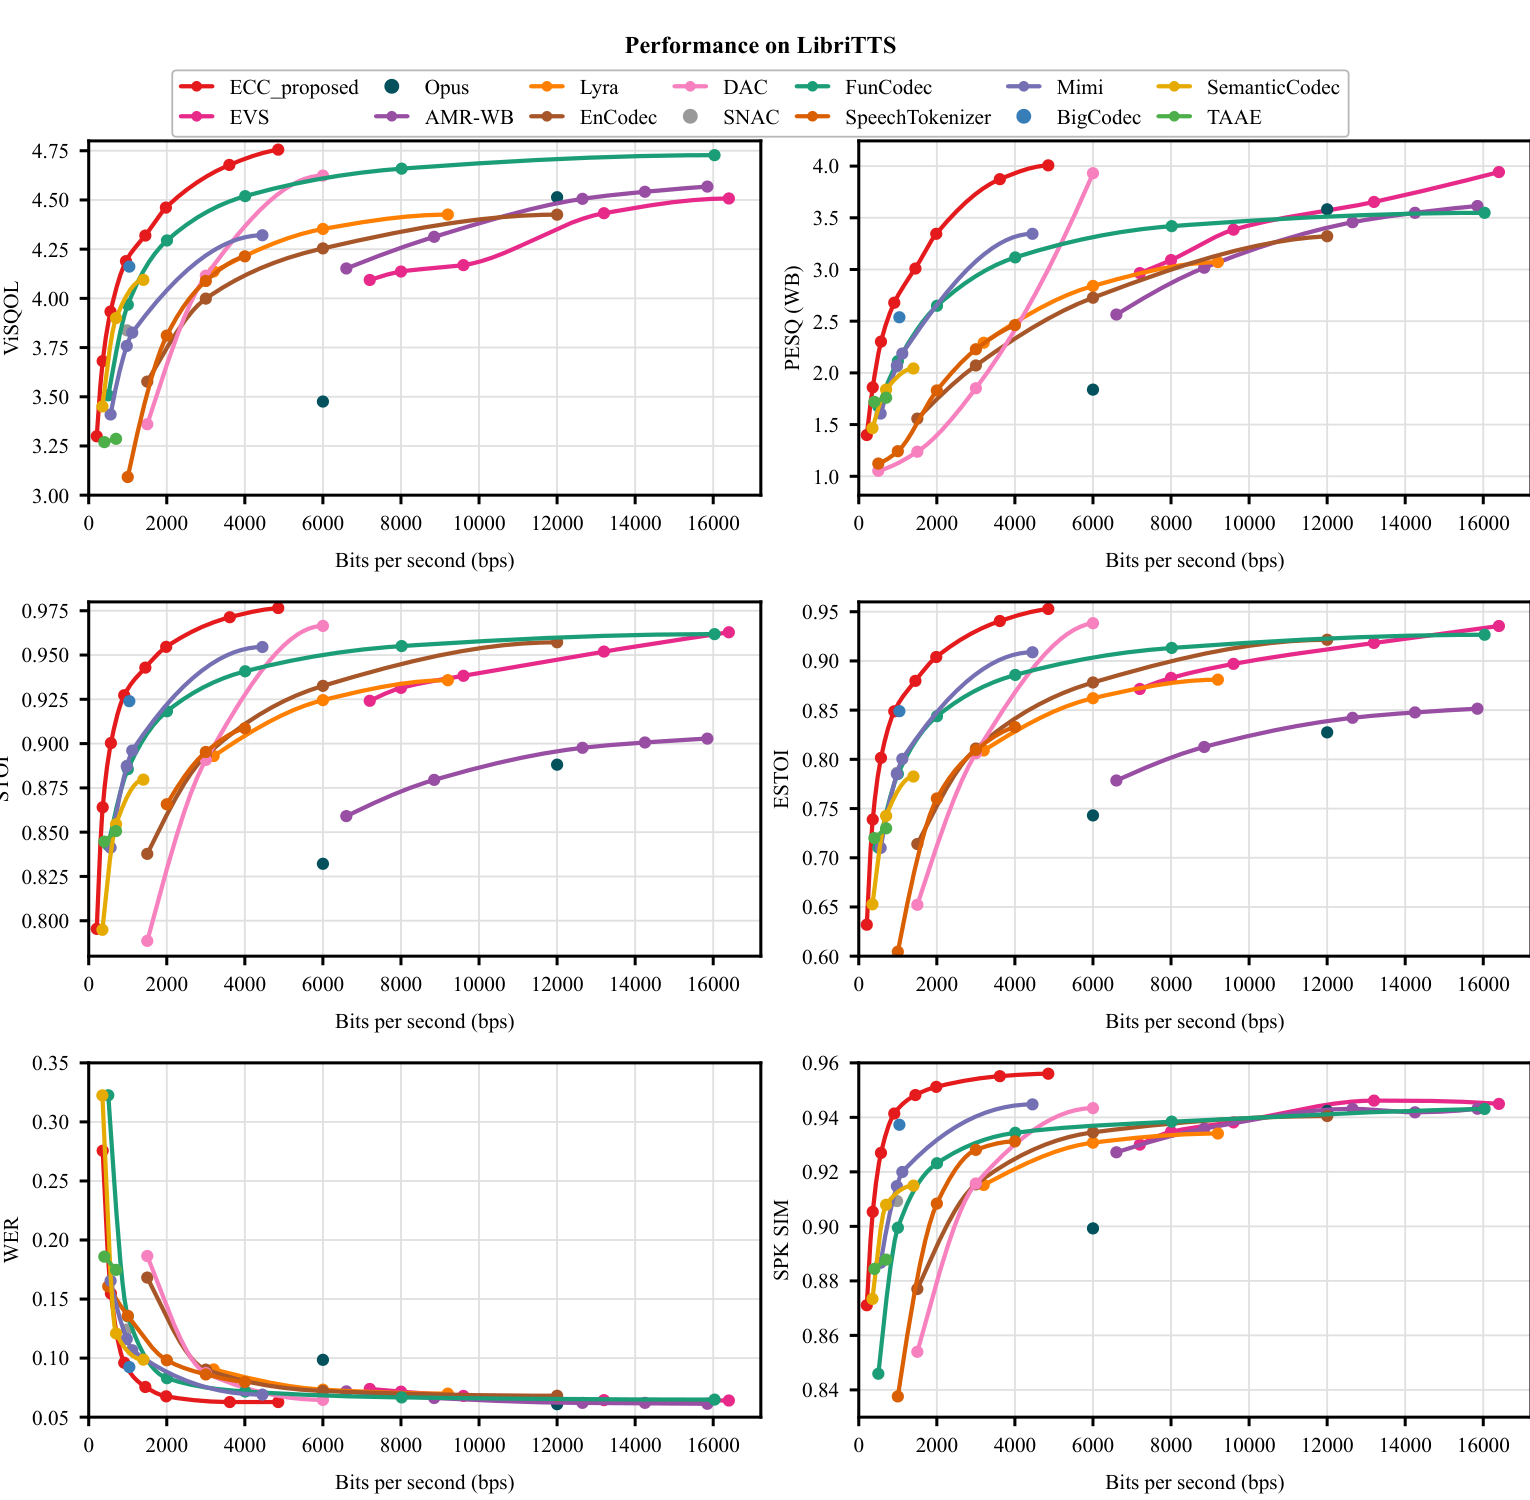 Performance on LibriTTS
ECC_proposed Opus Lyra DAC FunCodec Mimi SemanticCodec
EVS AMR-WB EnCodec SNAC SpeechTokenizer BigCodec TAAE
ViSQOL
4.75
4.50
4.25
4.00
3.75
3.50
3.25
3.00
0 2000 4000 6000 8000 10000 12000 14000 16000
Bits per second (bps)
PESQ (WB)
4.0
3.5
3.0
2.5
2.0
1.5
1.0
0 2000 4000 6000 8000 10000 12000 14000 16000
Bits per second (bps)
STOI
0.975
0.950
0.925
0.900
0.875
0.850
0.825
0.800
0 2000 4000 6000 8000 10000 12000 14000 16000
Bits per second (bps)
ESTOI
0.95
0.90
0.85
0.80
0.75
0.70
0.65
0.60
0 2000 4000 6000 8000 10000 12000 14000 16000
Bits per second (bps)
WER
0.35
0.30
0.25
0.20
0.15
0.10
0.05
0 2000 4000 6000 8000 10000 12000 14000 16000
Bits per second (bps)
SPK SIM
0.96
0.94
0.92
0.90
0.88
0.86
0.84
0 2000 4000 6000 8000 10000 12000 14000 16000
Bits per second (bps)